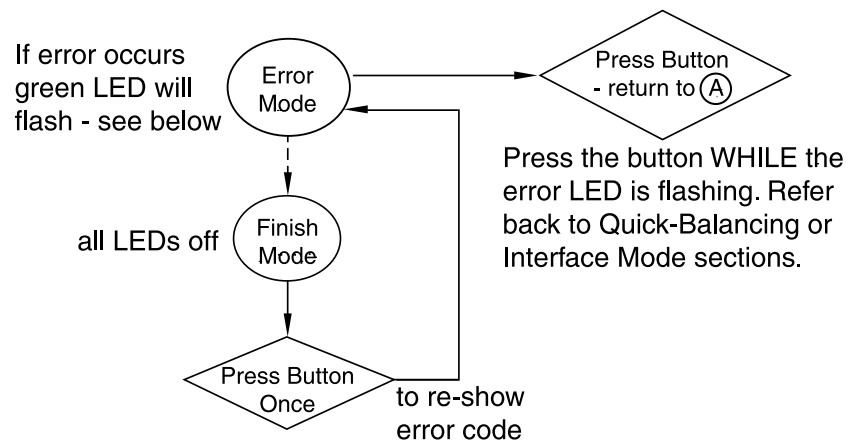 If error occurs
green LED will
flash - see below
Error
Mode
Press Button
- return to A
Press the button WHILE the
error LED is flashing. Refer
back to Quick-Balancing or
Interface Mode sections.
all LEDs off
Finish
Mode
Press Button
Once
to re-show
error code